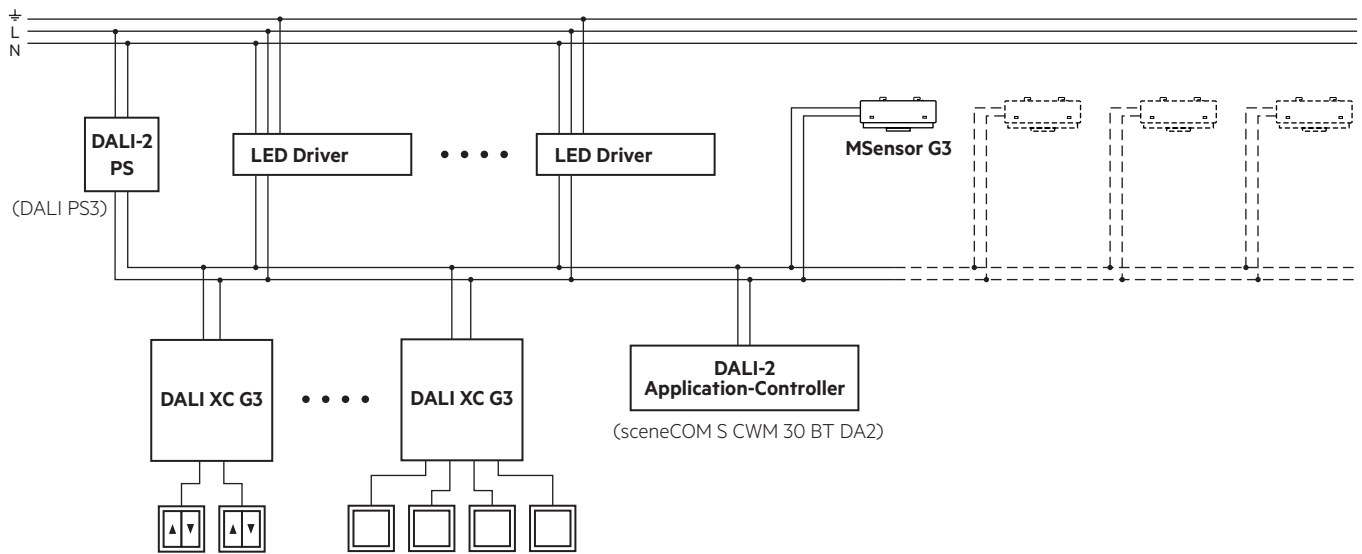 L
N
DALI-2
PS
(DALI PS3)
LED Driver
LED Driver
MSensor G3
DALI XC G3
DALI XC G3
DALI-2
Application-Controller
(sceneCOM S CWM 30 BT DA2)